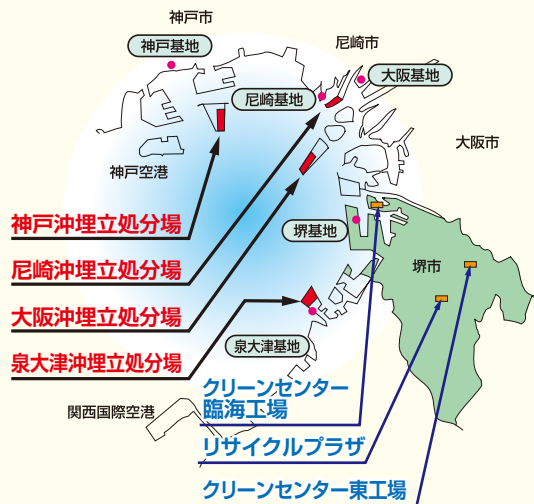 神戸市
神戸基地
尼崎市
大阪基地
尼崎基地
大阪市
神戸空港
神戸沖埋立処分場
堺基地
尼崎沖埋立処分場
堺市
大阪沖埋立処分場
泉大津基地
泉大津沖埋立処分場
クリーンセンター
臨海工場
関西国際空港
リサイクルプラザ
クリーンセンター東工場